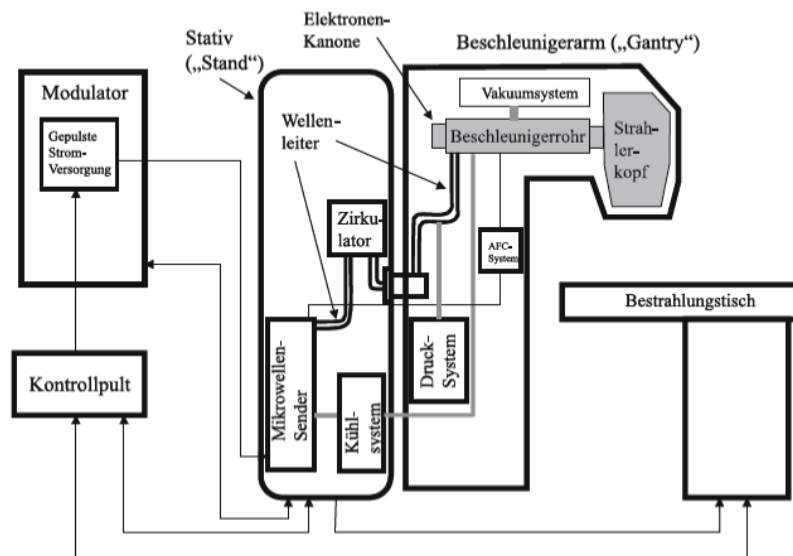 Elektronen-
Kanone
Stativ
(„Stand“)
Beschleunigerarm („Gantry“)
Modulator
Gepulste
Strom-
Versorgung
Vakuumsystem
Beschleunigerrohr
Strah-
ler-
kopf
Wellen-
leiter
Zirku-
lator
AFC-
System
Bestrahlungstisch
Kontrollpult
Mikrowellen-
Sender
Kühl-
system
Druck-
System